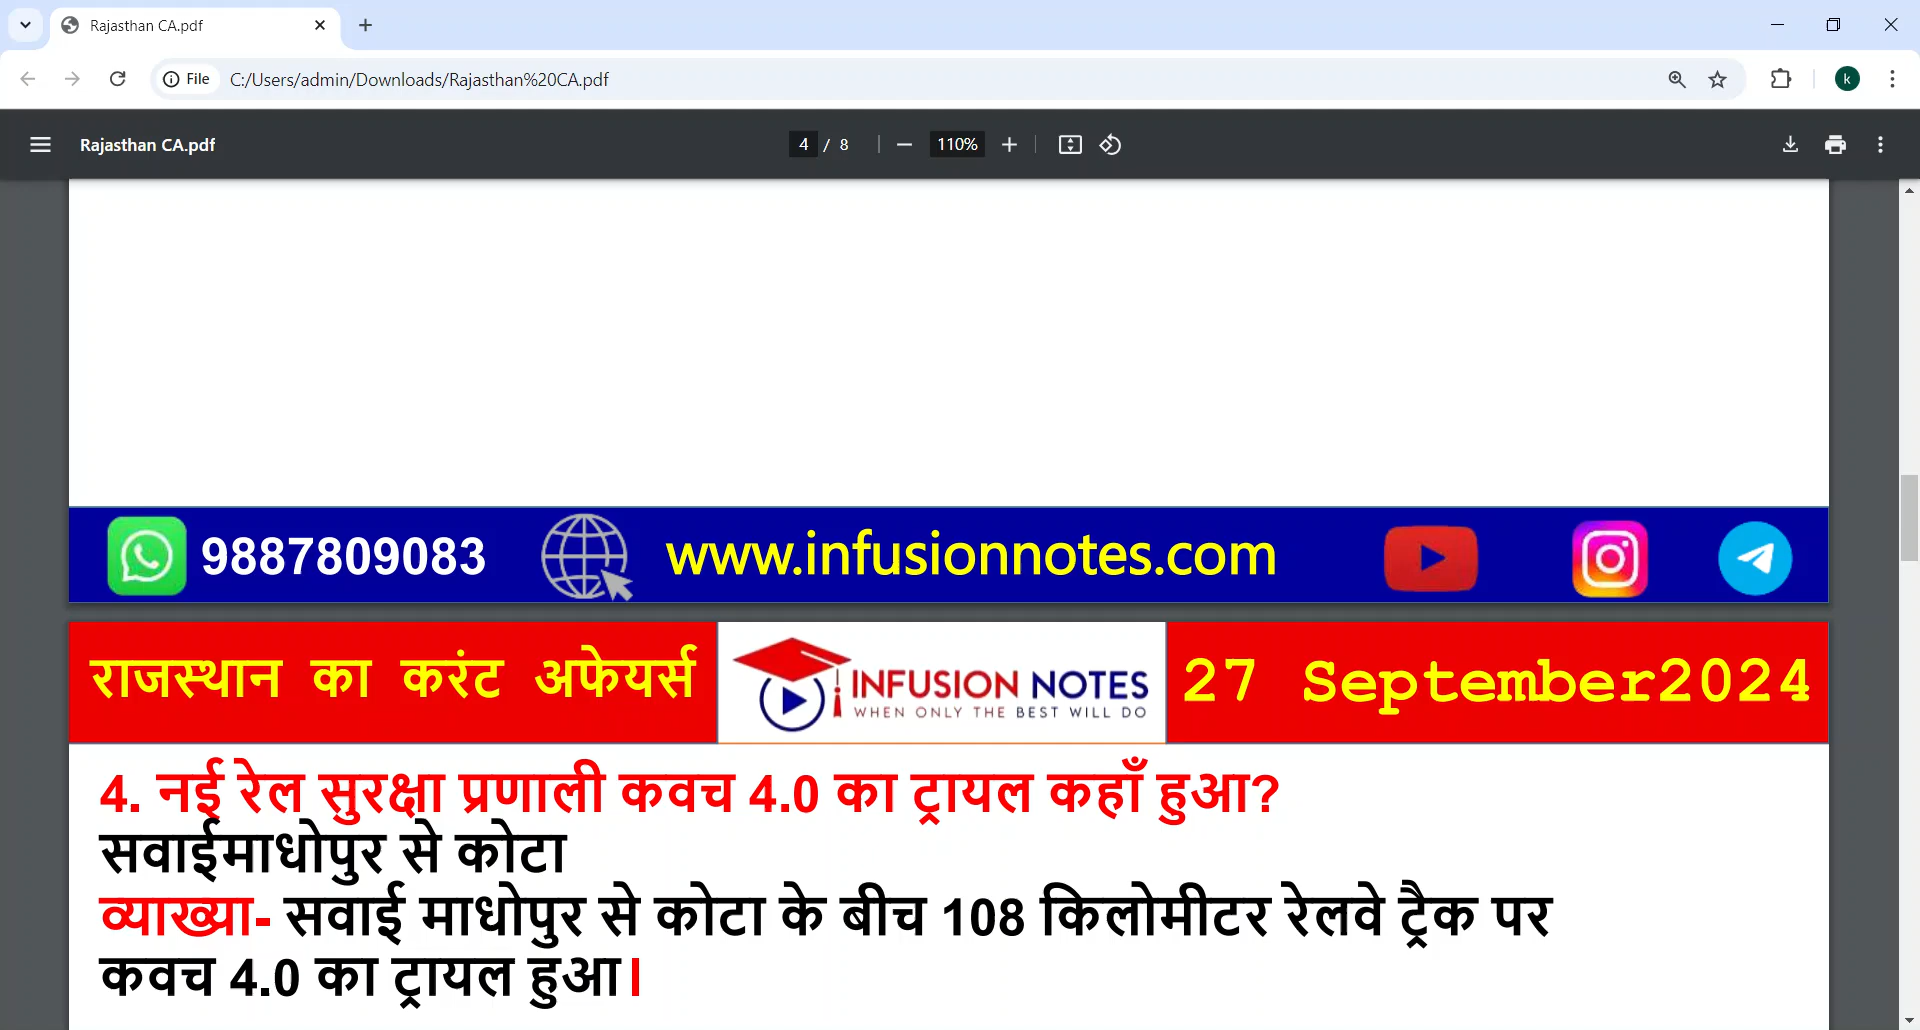 Rajasthan CA.pdf
File C:/Users/admin/Downloads/Rajasthan%20CA.pdf
k
Rajasthan CA.pdf
4 / 8
110%
9887809083 www.infusionnotes.com
राजस्थान का करंट अफेयर्स
INFUSION NOTES
WHEN ONLY THE BEST WILL DO
27 September2024
4. नई रेल सुरक्षा प्रणाली कवच 4.0 का ट्रायल कहाँ हुआ?
सवाईमाधोपुर से कोटा
व्याख्या- सवाई माधोपुर से कोटा के बीच 108 किलोमीटर रेलवे ट्रैक पर
कवच 4.0 का ट्रायल हुआ।